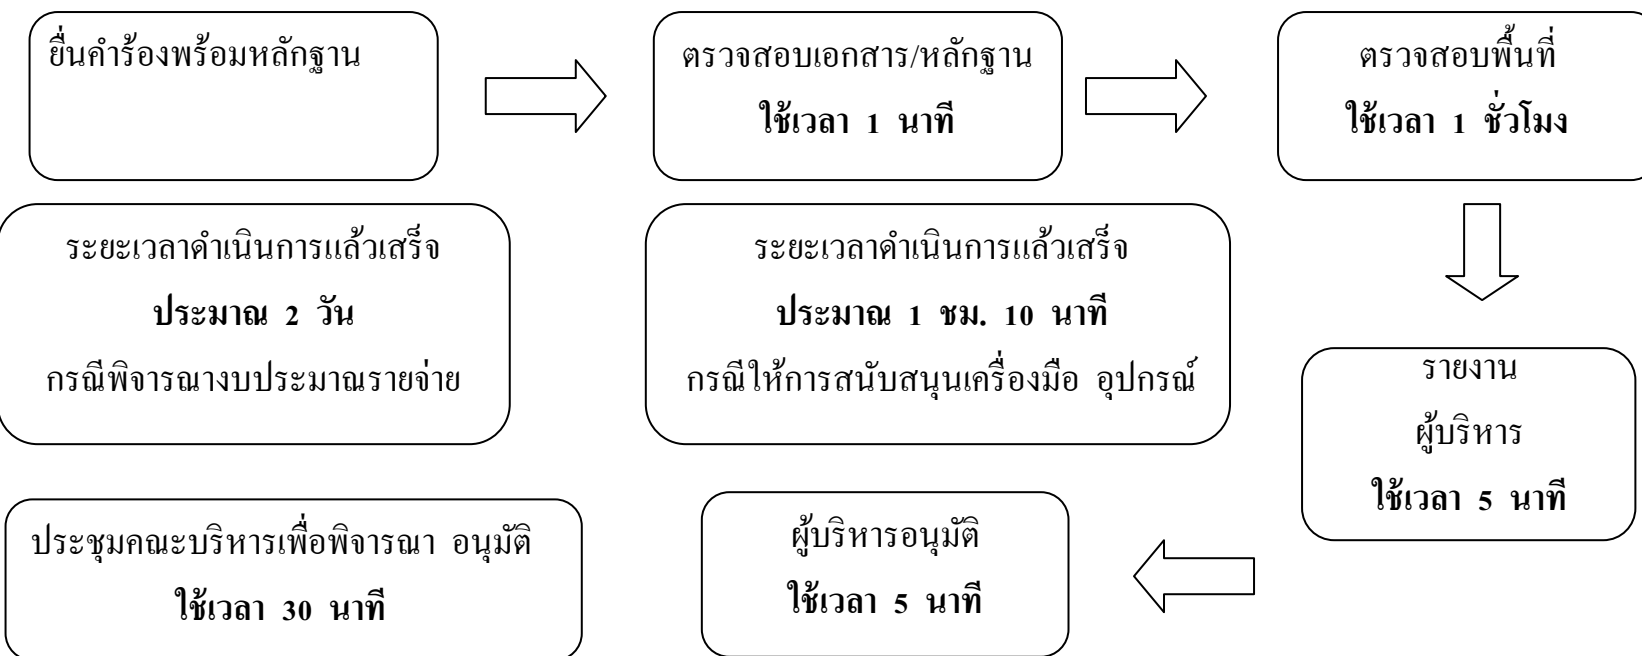 ยื่นคำร้องพร้อมหลักฐาน
ตรวจสอบเอกสาร/หลักฐาน
ใช้เวลา 1 นาที
ตรวจสอบพื้นที่
ใช้เวลา 1 ชั่วโมง
ระยะเวลาดำเนินการแล้วเสร็จ
ประมาณ 2 วัน
กรณีพิจารณางบประมาณรายจ่าย
ระยะเวลาดำเนินการแล้วเสร็จ
ประมาณ 1 ชม. 10 นาที
กรณีให้การสนับสนุนเครื่องมือ อุปกรณ์
รายงาน
ผู้บริหาร
ใช้เวลา 5 นาที
ประชุมคณะบริหารเพื่อพิจารณา อนุมัติ
ใช้เวลา 30 นาที
ผู้บริหารอนุมัติ
ใช้เวลา 5 นาที